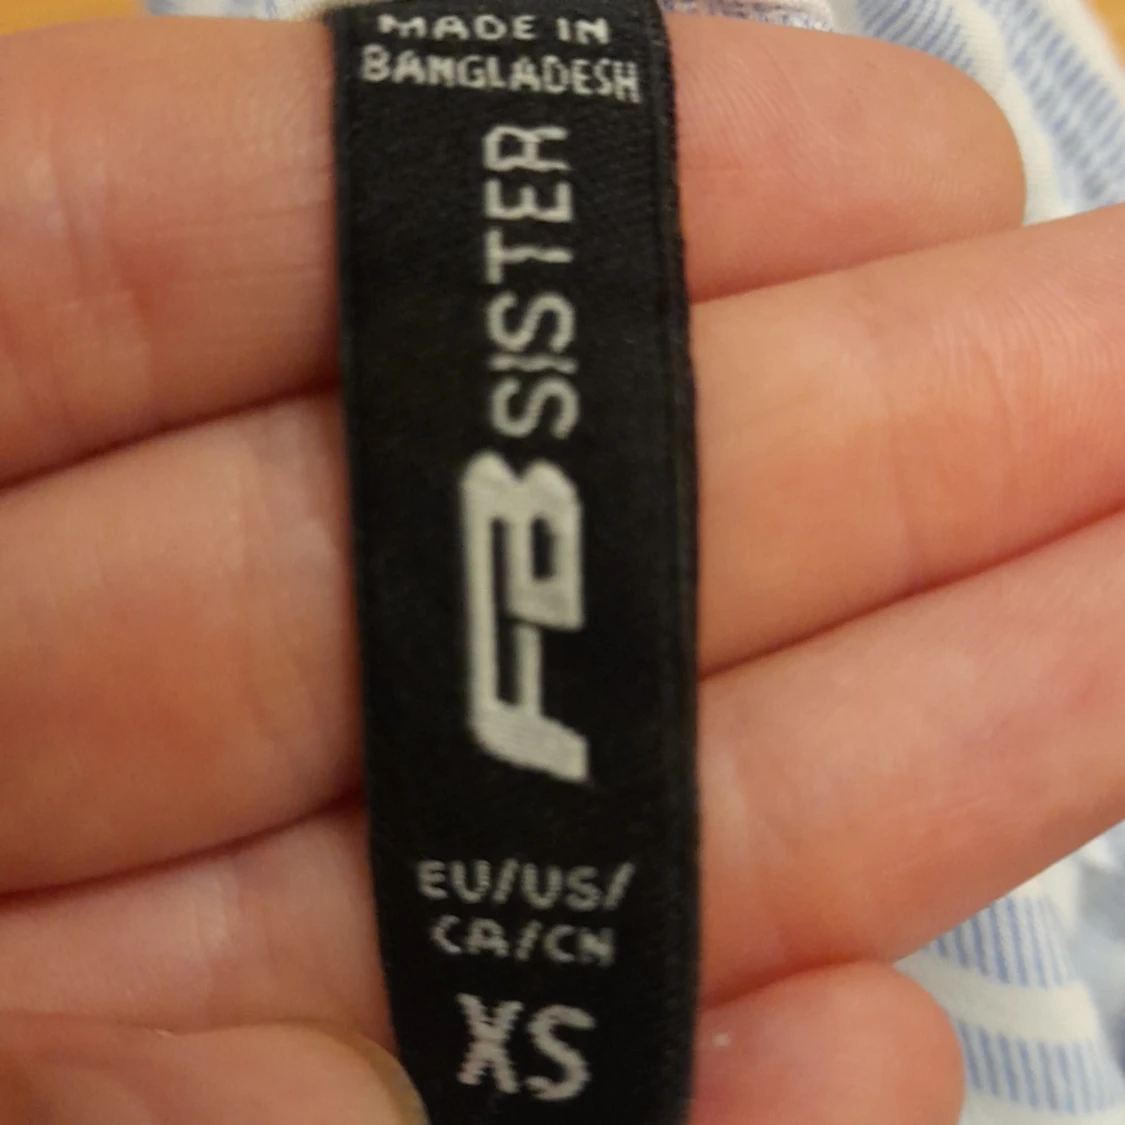 MADE IN
BANGLADESH
FB SISTER
EU/US/
CA/CN
XS